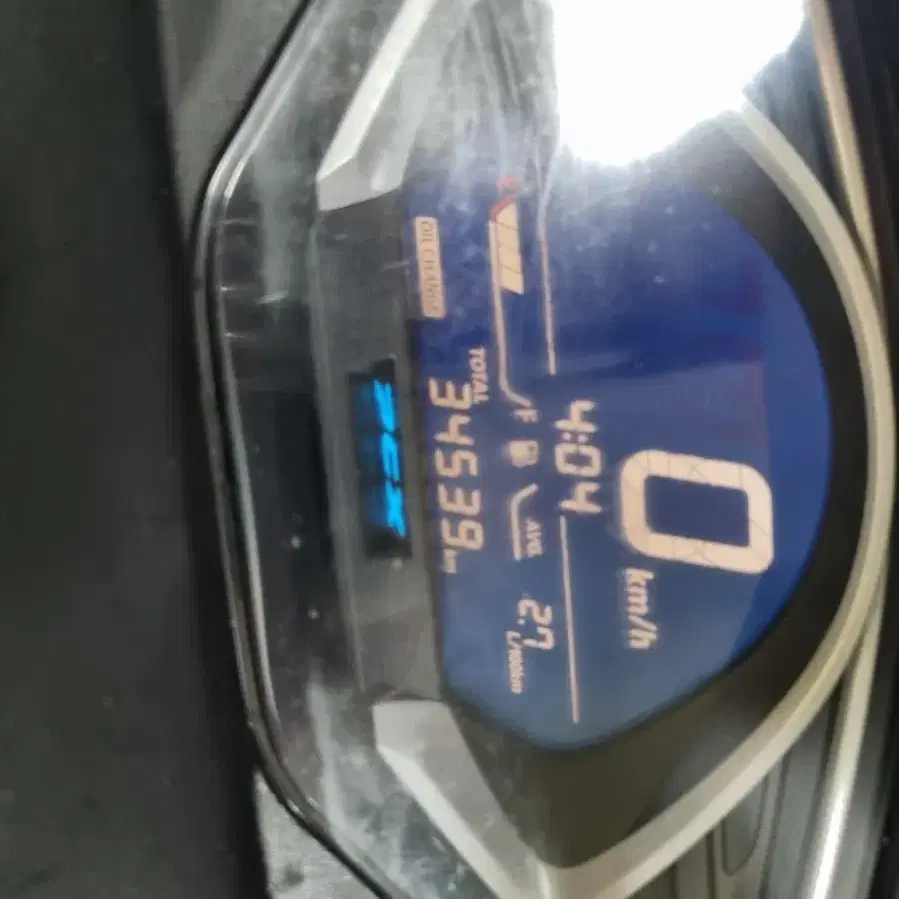 0 km/h
4:04
E F AVG. 2.7 L/100km
TOTAL
34539 km
OIL CHANGE
PCX